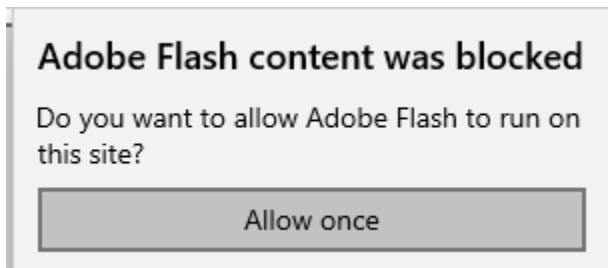 Adobe Flash content was blocked
Do you want to allow Adobe Flash to run on
this site?
Allow once